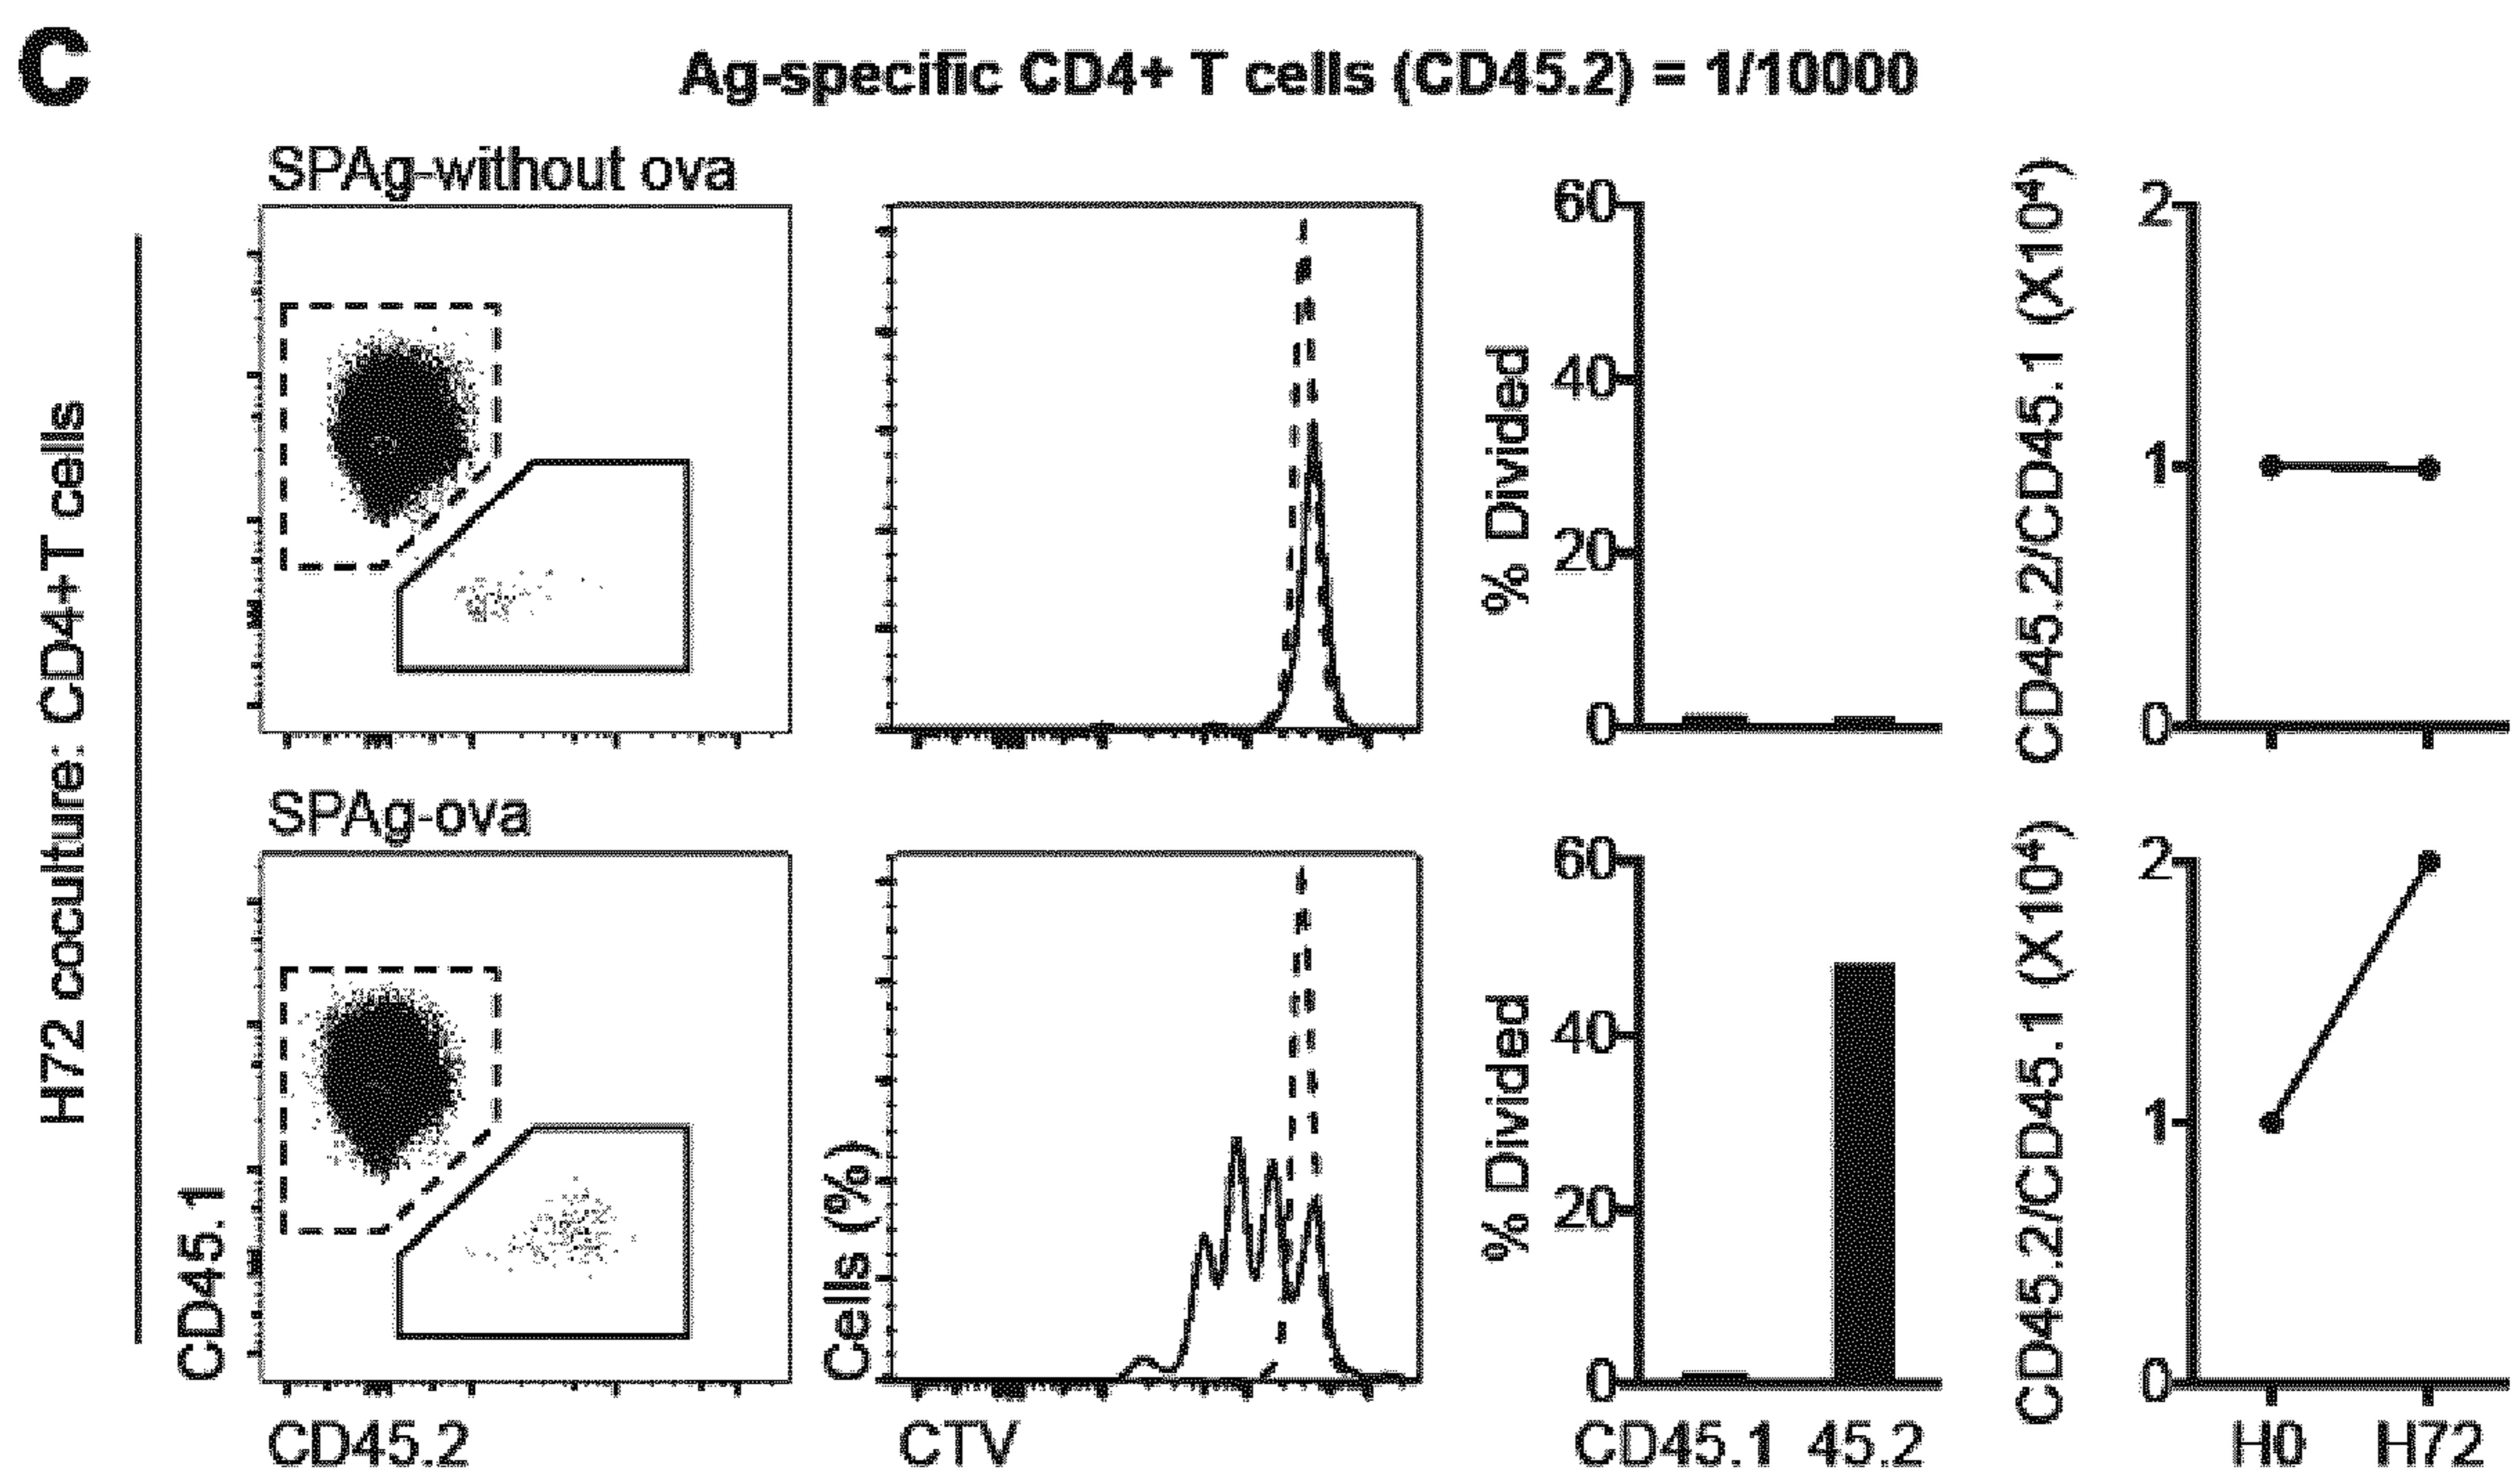 C
Ag-specific CD4+ T cells (CD45.2) = 1/10000
H72 coculture: CD4+T cells
SPAg-without ova
% Divided
60
40
20
0
CD45.2/CD45.1 (X10⁴)
2
1
0
SPAg-ova
CD45.1
CD45.2
Cells (%)
CTV
% Divided
60
40
20
0
CD45.1 45.2
CD45.2/CD45.1 (X10⁴)
2
1
0
H0 H72